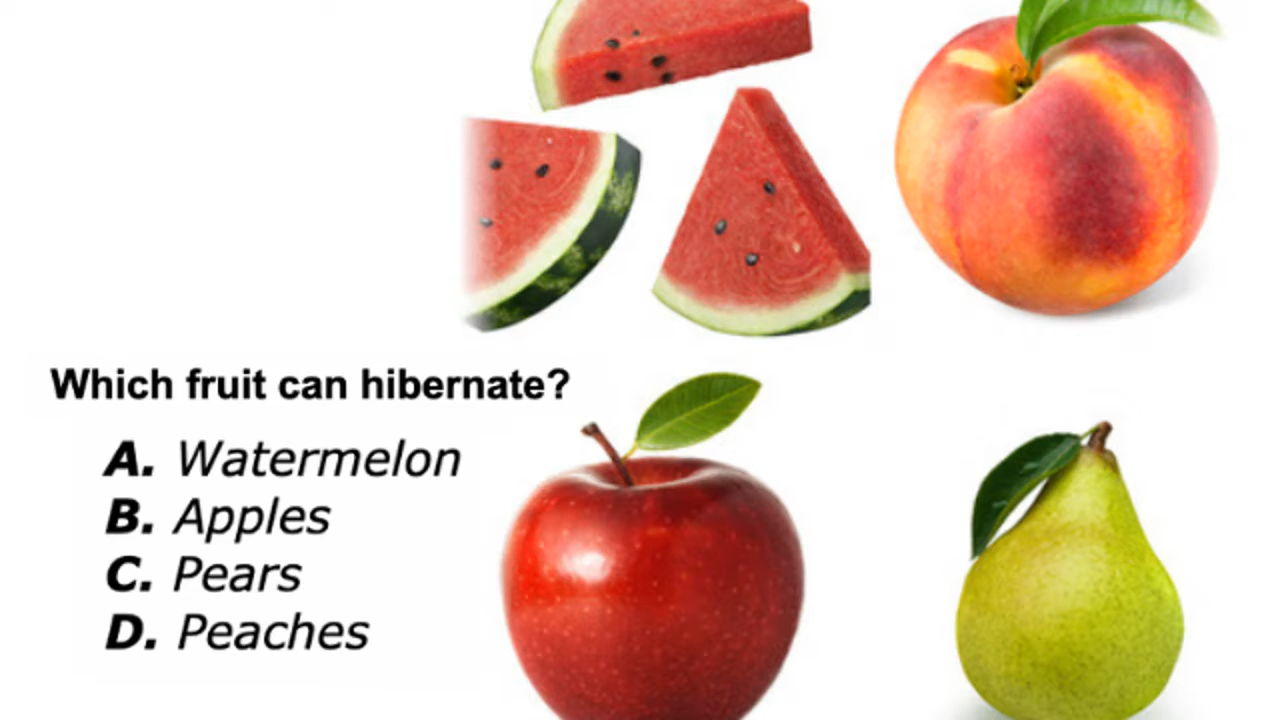 Which fruit can hibernate?
A. Watermelon
B. Apples
C. Pears
D. Peaches